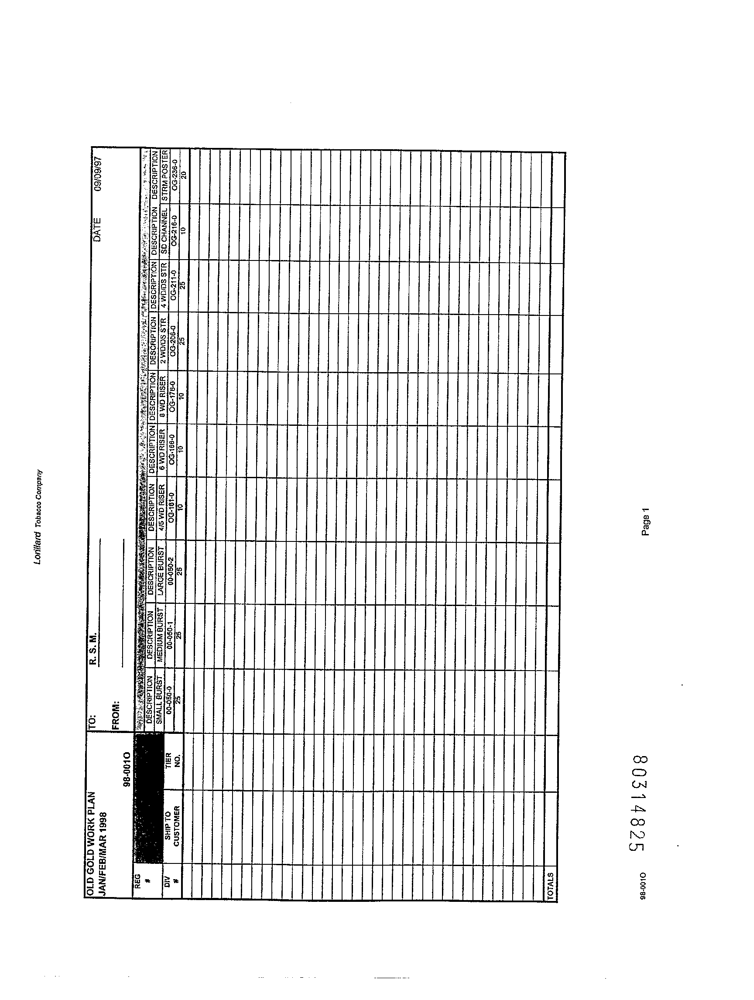 Lorillard Tobacco Company
OLD GOLD WORK PLAN
JAN/FEB/MAR 1998
98-001O
TO: R. S. M.
FROM:
DATE 09/09/97
REG #
DESCRIPTION DESCRIPTION DESCRIPTION DESCRIPTION DESCRIPTION DESCRIPTION DESCRIPTION DESCRIPTION DESCRIPTION DESCRIPTION
SMALL BURST MEDIUM BURST LARGE BURST 4/5 WD RISER 6 WD RISER 8 WD RISER 2 WD/DS STR 4 WD/DS STR SD CHANNEL STRM POSTER
DIV # SHIP TO CUSTOMER TIER NO.
00-050-0 00-050-1 00-050-2 OG-161-0 OG-166-0 OG-176-0 OG-206-0 OG-211-0 OG-216-0 OG-236-0
25 25 25 10 10 10 25 25 10 20
TOTALS
98-001O
Page 1
80314825